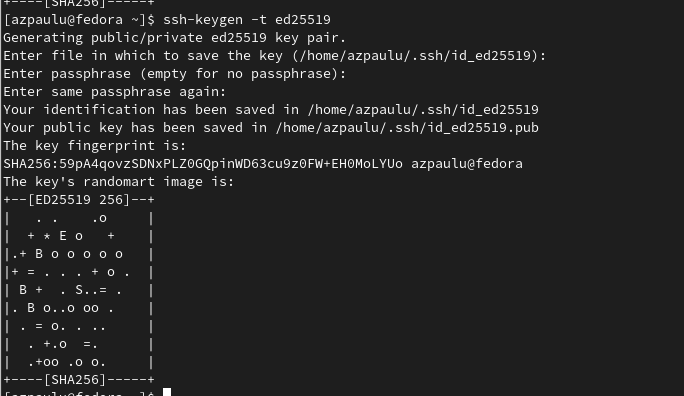 +----[SHA256]-----+
[azpaulu@fedora ~]$ ssh-keygen -t ed25519
Generating public/private ed25519 key pair.
Enter file in which to save the key (/home/azpaulu/.ssh/id_ed25519):
Enter passphrase (empty for no passphrase):
Enter same passphrase again:
Your identification has been saved in /home/azpaulu/.ssh/id_ed25519
Your public key has been saved in /home/azpaulu/.ssh/id_ed25519.pub
The key fingerprint is:
SHA256:59pA4qovzSDNxPLZ0GQpinWD63cu9z0FW+EH0MoLYUo azpaulu@fedora
The key's randomart image is:
+--[ED25519 256]--+
|   . .    .o     |
|  + * E o   +    |
|.+ B o o o o o   |
|+ = . . . + o .  |
| B +  . S..= .   |
|. B o..o oo .    |
| . = o. . ..     |
|  . +.o  =.      |
|  .+oo .o o.     |
+----[SHA256]-----+
[azpaulu@fedora ~]$